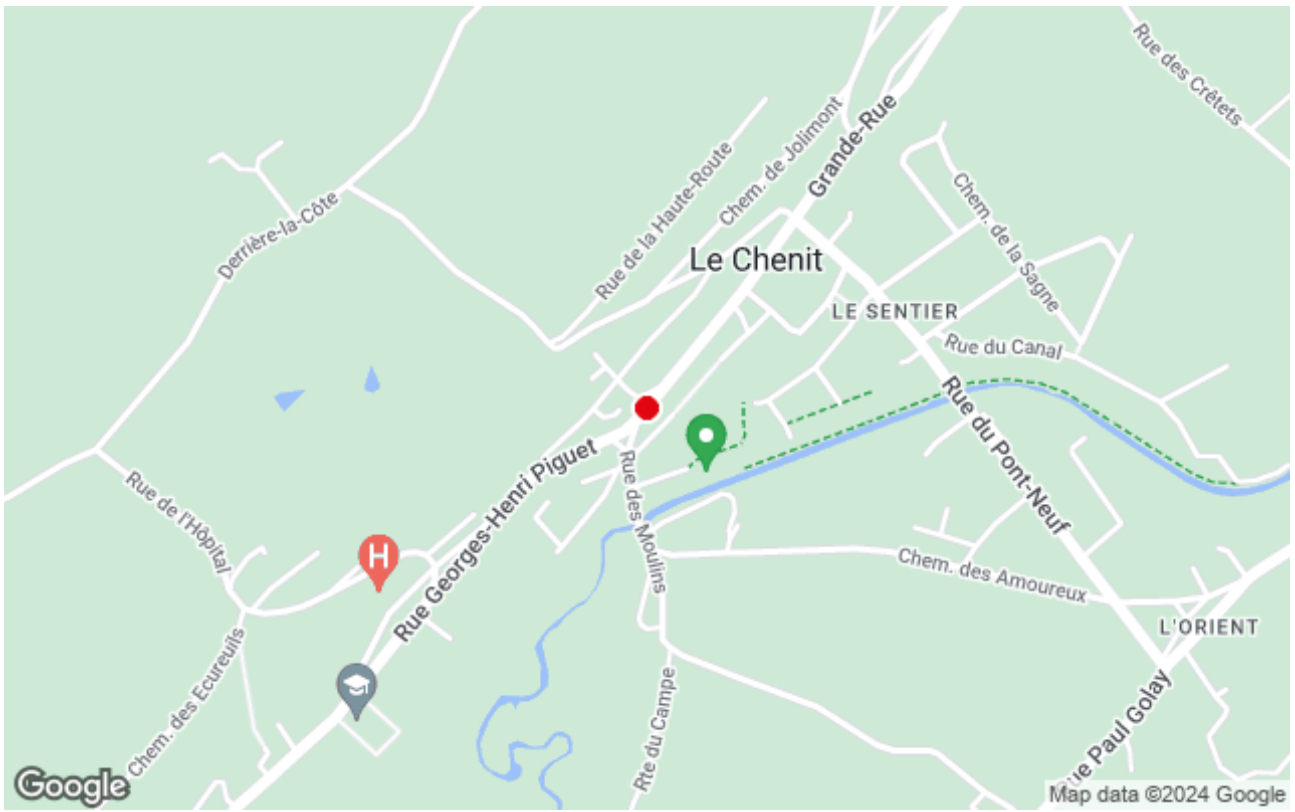 Rue des Crêtets
Chem. de Jolimont
Grande-Rue
Rue de la Haute-Route
Derrière-la-Côte
Chem. de la Sagne
Le Chenit
LE SENTIER
Rue du Canal
Rue du Pont-Neuf
Rue Georges-Henri Piguet
Rue des Moulins
Rue de l'Hôpital
H
Chem. des Amoureux
L'ORIENT
Chem. des Ecureuils
Rte du Campe
Rue Paul Golay
Google
Map data ©2024 Google